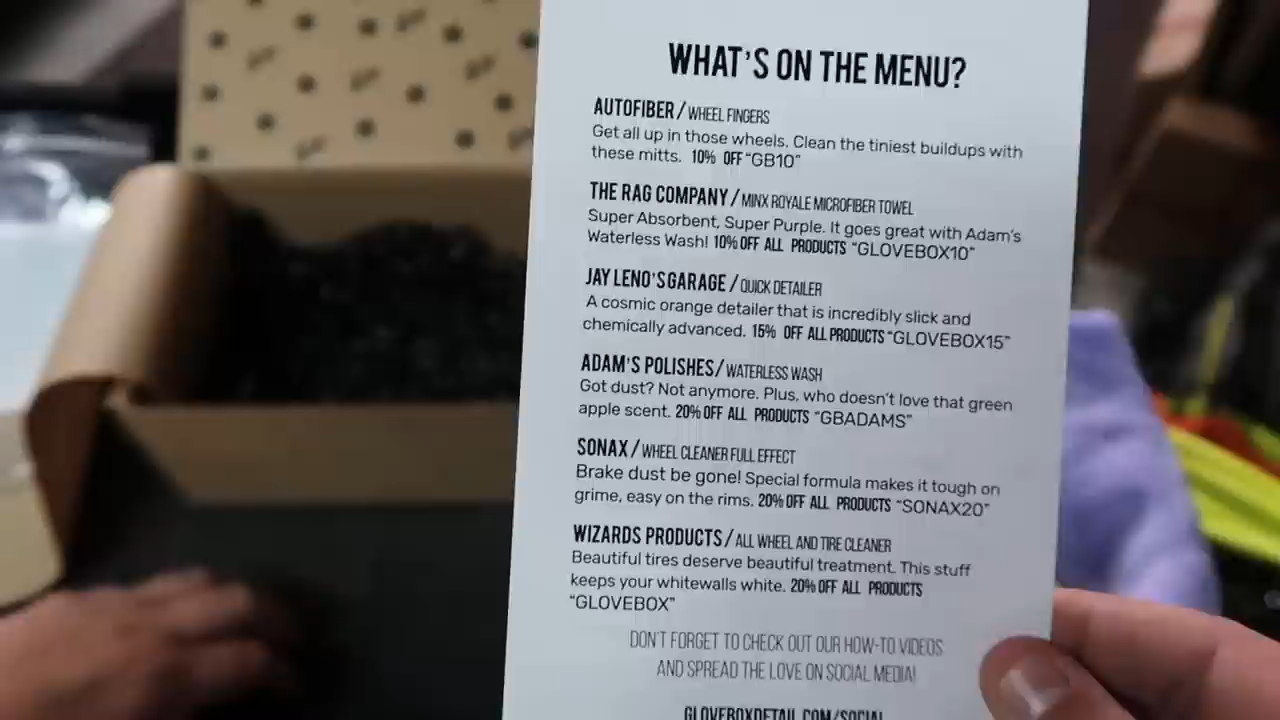 WHAT'S ON THE MENU?
AUTOFIBER / WHEEL FINGERS
Get all up in those wheels. Clean the tiniest buildups with
these mitts. 10% OFF "GB10"
THE RAG COMPANY / MINX ROYALE MICROFIBER TOWEL
Super Absorbent, Super Purple. It goes great with Adam's
Waterless Wash! 10% OFF ALL PRODUCTS "GLOVEBOX10"
JAY LENO'S GARAGE / QUICK DETAILER
A cosmic orange detailer that is incredibly slick and
chemically advanced. 15% OFF ALL PRODUCTS "GLOVEBOX15"
ADAM'S POLISHES / WATERLESS WASH
Got dust? Not anymore. Plus, who doesn't love that green
apple scent. 20% OFF ALL PRODUCTS "GBADAMS"
SONAX / WHEEL CLEANER FULL EFFECT
Brake dust be gone! Special formula makes it tough on
grime, easy on the rims. 20% OFF ALL PRODUCTS "SONAX20"
WIZARDS PRODUCTS / ALL WHEEL AND TIRE CLEANER
Beautiful tires deserve beautiful treatment. This stuff
keeps your whitewalls white. 20% OFF ALL PRODUCTS
"GLOVEBOX"
DON'T FORGET TO CHECK OUT OUR HOW-TO VIDEOS
AND SPREAD THE LOVE ON SOCIAL MEDIA!
GLOVEBOXDETAIL.COM/SOCIAL